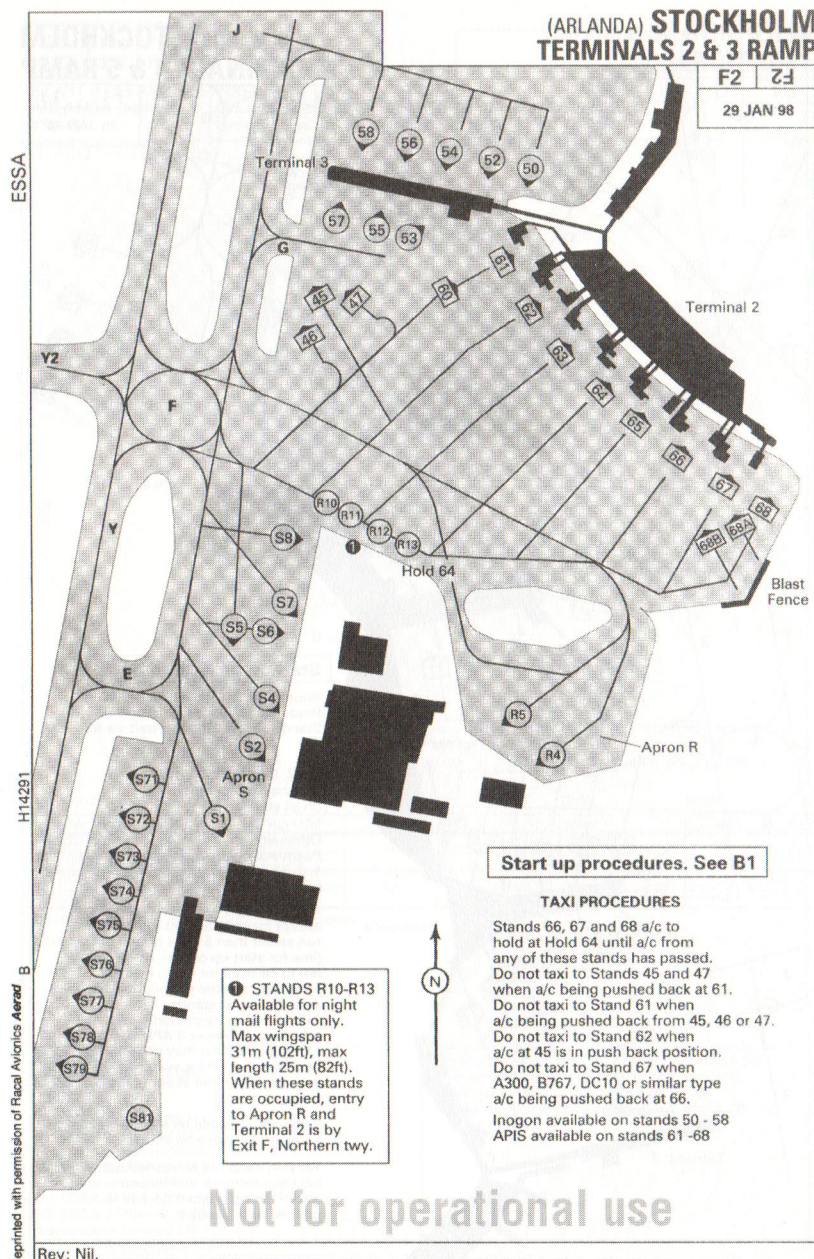 (ARLANDA) STOCKHOLM
TERMINALS 2 & 3 RAMP
F2
F2
29 JAN 98
ESSA
J
58
56
54
52
50
Terminal 3
57
55
53
G
61
60
45
47
46
62
Terminal 2
63
64
65
66
67
68
68A
68B
Y2
F
Y
R10
R11
R12
R13
❶
Hold 64
Blast
Fence
S8
S7
S5
S6
S4
S2
E
R5
R4
Apron R
Apron
S
S1
S71
S72
S73
S74
S75
S76
S77
S78
S79
S81
H14291
B
Start up procedures. See B1
TAXI PROCEDURES
Stands 66, 67 and 68 a/c to
hold at Hold 64 until a/c from
any of these stands has passed.
Do not taxi to Stands 45 and 47
when a/c being pushed back at 61.
Do not taxi to Stand 61 when
a/c being pushed back from 45, 46 or 47.
Do not taxi to Stand 62 when
a/c at 45 is in push back position.
Do not taxi to Stand 67 when
A300, B767, DC10 or similar type
a/c being pushed back at 66.
Inogon available on stands 50 - 58
APIS available on stands 61 -68
N
❶ STANDS R10-R13
Available for night
mail flights only.
Max wingspan
31m (102ft), max
length 25m (82ft).
When these stands
are occupied, entry
to Apron R and
Terminal 2 is by
Exit F, Northern twy.
eprinted with permission of Racal Avionics Aerad
Not for operational use
Rev: Nil.